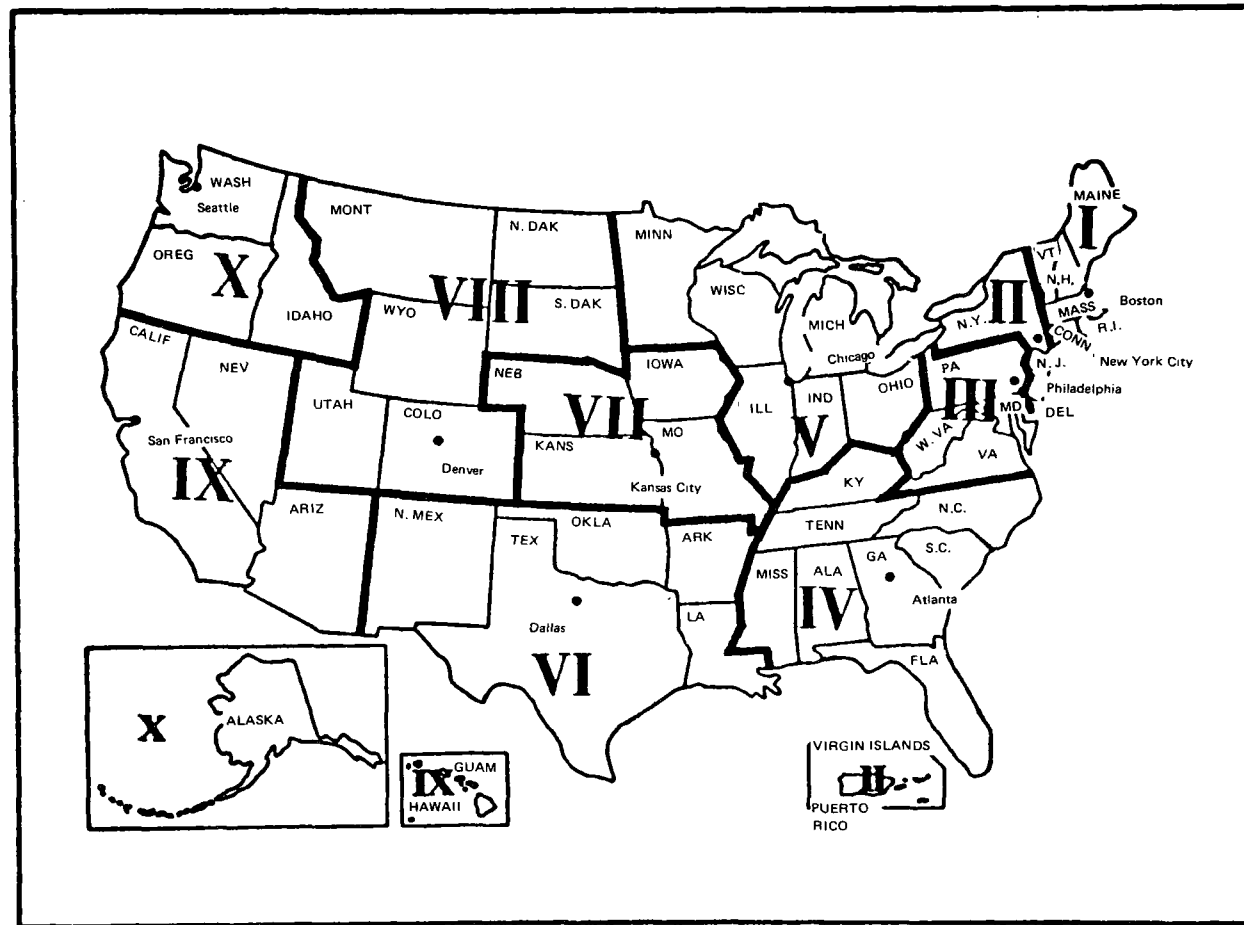 MAINE
I
WASH
Seattle
MONT
N. DAK
MINN
VT
N.H.
OREG
X
VIII
S. DAK
WISC
II
MASS
Boston
IDAHO
WYO
MICH
N.Y.
R.I.
CONN
CALIF
Chicago
New York City
NEV
NEB
IOWA
OHIO
PA
N. J.
UTAH
COLO
VII
ILL
IND
III
Philadelphia
MD
DEL
San Francisco
KANS
MO
V
W. VA
VA
IX
Denver
Kansas City
KY
ARIZ
N. MEX
OKLA
TENN
N.C.
TEX
ARK
MISS
ALA
GA
S.C.
IV
Atlanta
LA
Dallas
VI
FLA
X
ALASKA
VIRGIN ISLANDS
GUAM
IX
II
HAWAII
PUERTO
RICO